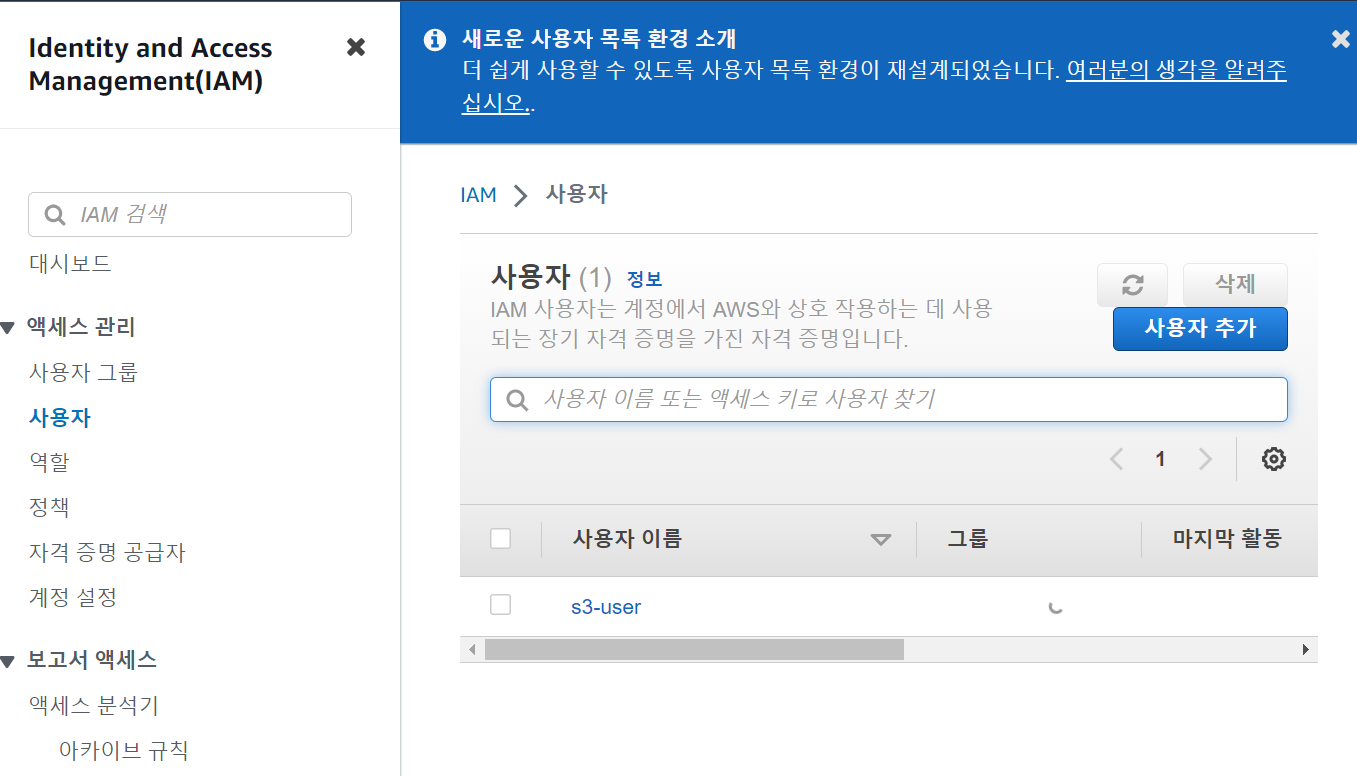 Identity and Access
Management(IAM)
IAM 검색
대시보드
액세스 관리
사용자 그룹
사용자
역할
정책
자격 증명 공급자
계정 설정
보고서 액세스
액세스 분석기
아카이브 규칙
새로운 사용자 목록 환경 소개
더 쉽게 사용할 수 있도록 사용자 목록 환경이 재설계되었습니다. 여러분의 생각을 알려주
십시오..
IAM 사용자
사용자 (1) 정보
IAM 사용자는 계정에서 AWS와 상호 작용하는 데 사용
되는 장기 자격 증명을 가진 자격 증명입니다.
삭제
사용자 추가
사용자 이름 또는 액세스 키로 사용자 찾기
1
사용자 이름 그룹 마지막 활동
s3-user